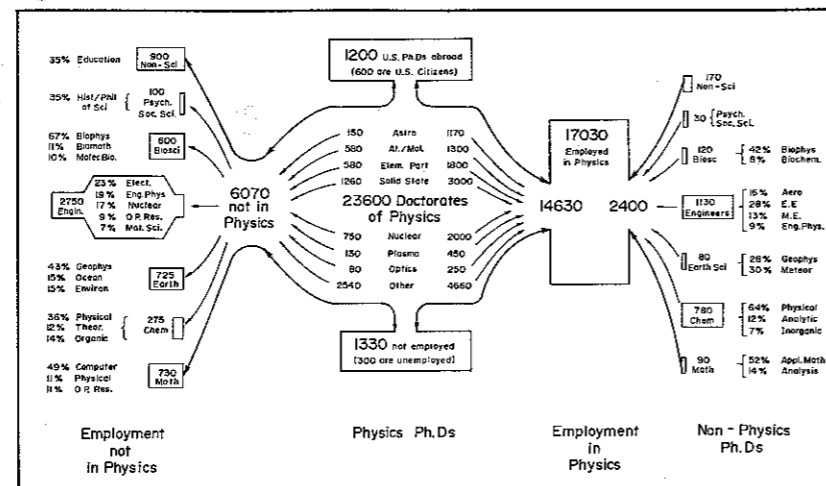 1200 U.S. Ph.Ds abroad
(600 are U.S. Citizens)
35% Education
900
Non-Sci
35% Hist/Phil
of Sci
100
Psych.
Soc. Sci.
67% Biophys
11% Biomath
10% Molec Bio.
600
Biosci
2750
Engin.
23% Elect.
19% Eng.Phys
17% Nuclear
9% O.P. Res.
7% Mat. Sci.
43% Geophys
15% Ocean
15% Environ
725
Earth
36% Physical
12% Theor.
14% Organic
275
Chem
49% Computer
11% Physical
11% O.P. Res.
730
Math
6070
not in
Physics
150 Astro 1170
580 At./Mol. 1300
580 Elem. Part 1800
1260 Solid State 3000
23600 Doctorates
of Physics
750 Nuclear 2000
130 Plasma 450
80 Optics 250
2540 Other 4660
1330 not employed
(300 are unemployed)
17030
Employed
in Physics
14630 2400
170
Non-Sci
30 Psych.
Soc. Sci.
120
Biosc
42% Biophys
8% Biochem.
1130
Engineers
15% Aero
28% E.E
13% M.E.
9% Eng.Phys.
80
Earth Sci
28% Geophys
30% Meteor
780
Chem
64% Physical
12% Analytic
7% Inorganic
90
Math
52% Appl.Math
14% Analysis
Employment
not
in Physics
Physics Ph.Ds
Employment
in
Physics
Non-Physics
Ph.Ds